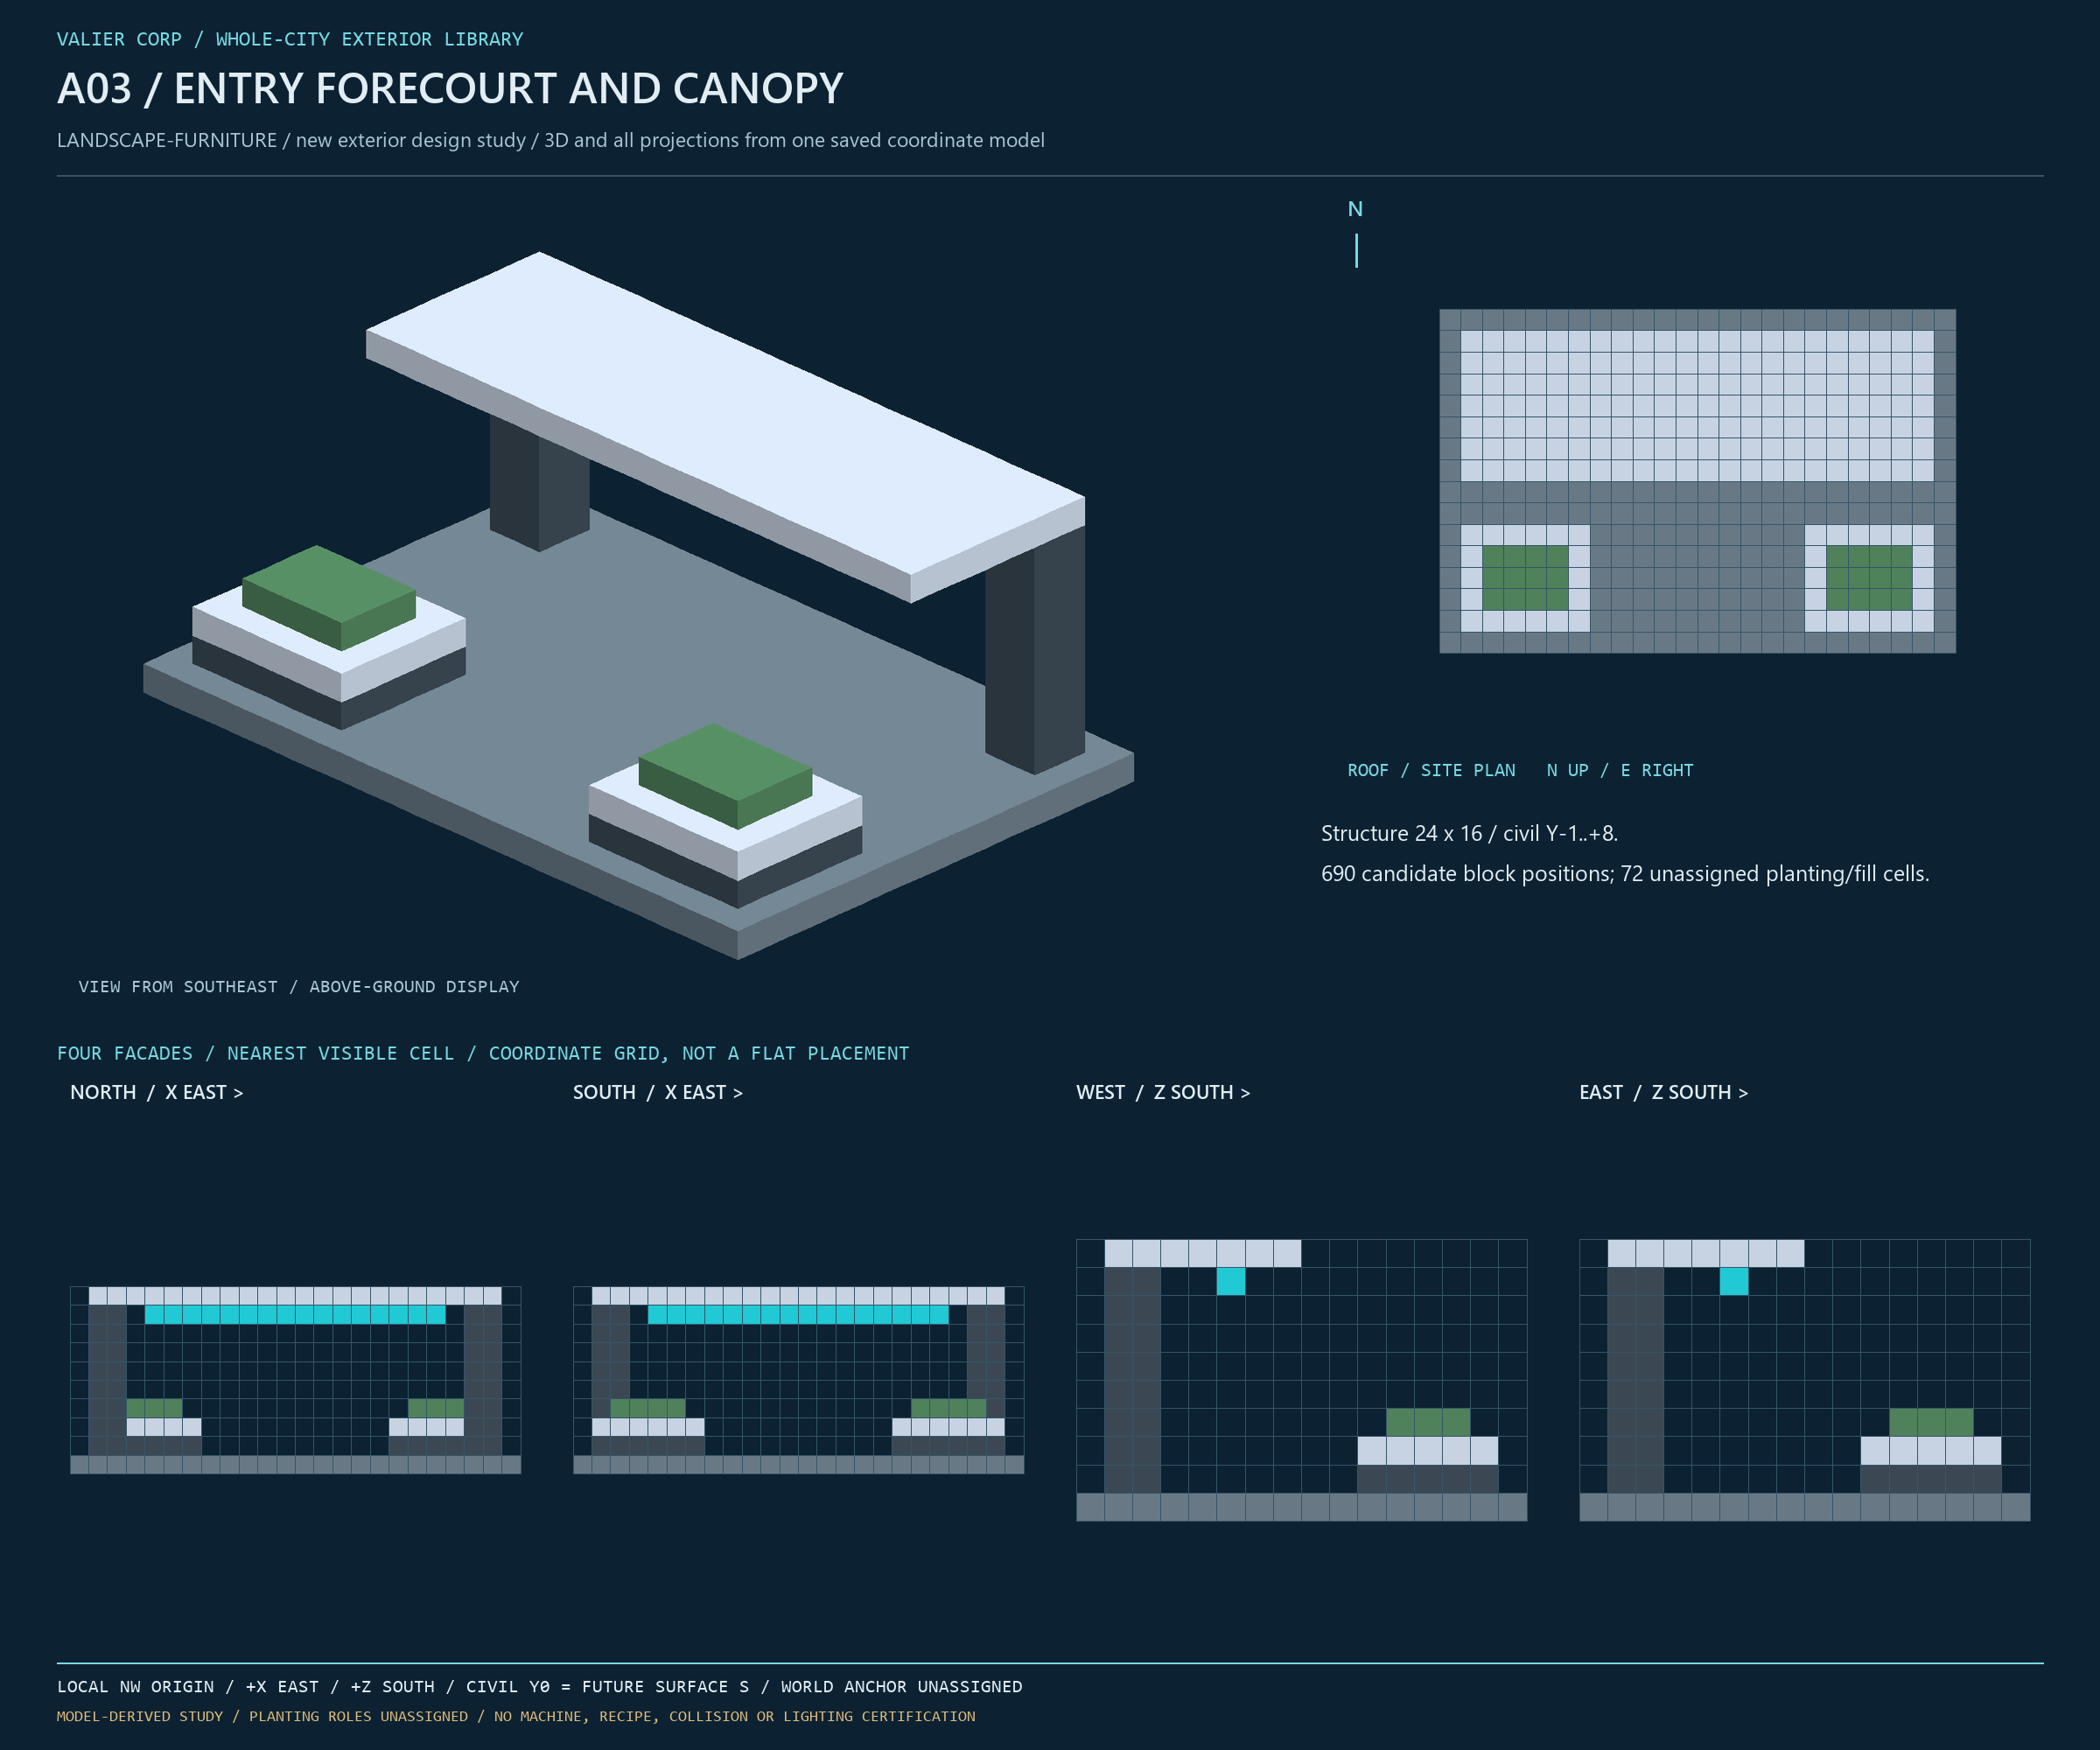 VALIER CORP / WHOLE-CITY EXTERIOR LIBRARY
A03 / ENTRY FORECOURT AND CANOPY
LANDSCAPE-FURNITURE / new exterior design study / 3D and all projections from one saved coordinate model
N
ROOF / SITE PLAN   N UP / E RIGHT
Structure 24 x 16 / civil Y-1..+8.
690 candidate block positions; 72 unassigned planting/fill cells.
VIEW FROM SOUTHEAST / ABOVE-GROUND DISPLAY
FOUR FACADES / NEAREST VISIBLE CELL / COORDINATE GRID, NOT A FLAT PLACEMENT
NORTH / X EAST >
SOUTH / X EAST >
WEST / Z SOUTH >
EAST / Z SOUTH >
LOCAL NW ORIGIN / +X EAST / +Z SOUTH / CIVIL Y0 = FUTURE SURFACE S / WORLD ANCHOR UNASSIGNED
MODEL-DERIVED STUDY / PLANTING ROLES UNASSIGNED / NO MACHINE, RECIPE, COLLISION OR LIGHTING CERTIFICATION